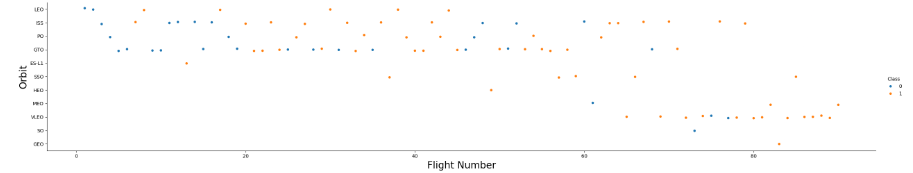 LEO
ISS
PO
GTO
ES-L1
SSO
HEO
MEO
VLEO
SO
GEO
Orbit
0
20
40
60
80
Flight Number
Class
0
1